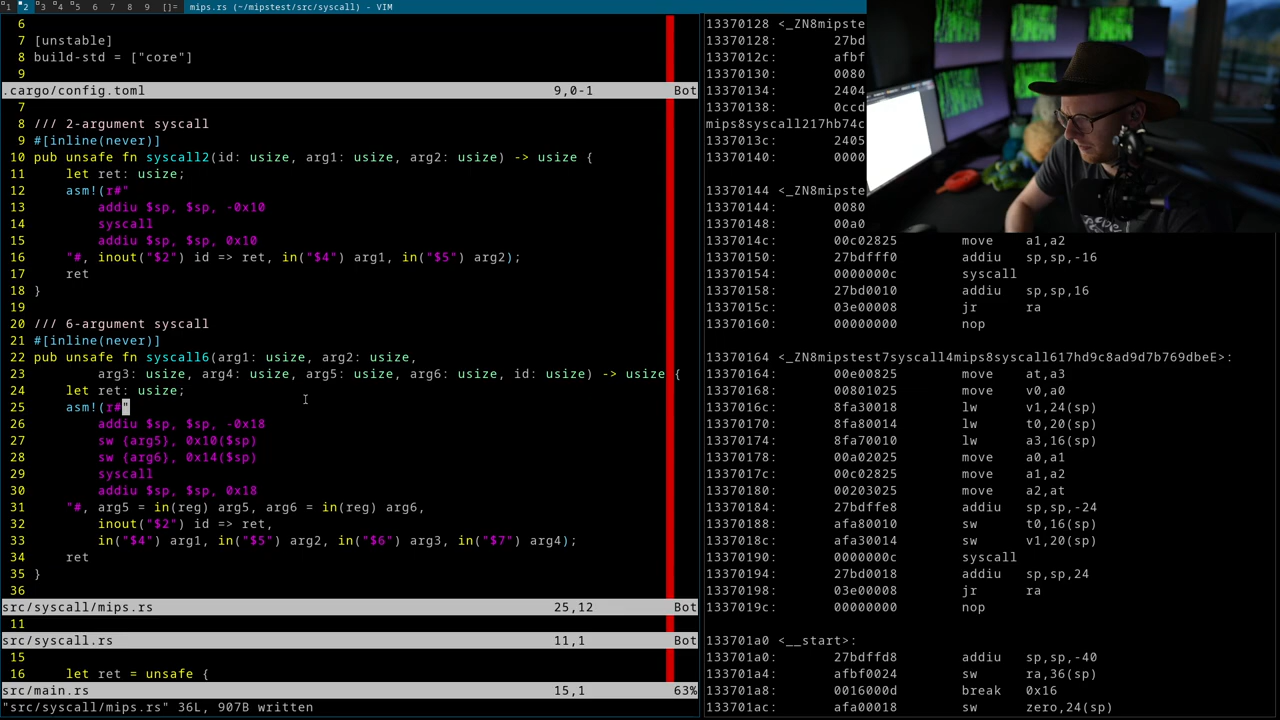 1 2 3 4 5 6 7 8 9 []= mips.rs (~/mipstest/src/syscall) - VIM
6
7 [unstable]
8 build-std = ["core"]
9
.cargo/config.toml 9,0-1 Bot
7
8 /// 2-argument syscall
9 #[inline(never)]
10 pub unsafe fn syscall2(id: usize, arg1: usize, arg2: usize) -> usize {
11 let ret: usize;
12 asm!(r#"
13 addiu $sp, $sp, -0x10
14 syscall
15 addiu $sp, $sp, 0x10
16 "#, inout("$2") id => ret, in("$4") arg1, in("$5") arg2);
17 ret
18 }
19
20 /// 6-argument syscall
21 #[inline(never)]
22 pub unsafe fn syscall6(arg1: usize, arg2: usize,
23 arg3: usize, arg4: usize, arg5: usize, arg6: usize, id: usize) -> usize {
24 let ret: usize;
25 asm!(r#"
26 addiu $sp, $sp, -0x18
27 sw {arg5}, 0x10($sp)
28 sw {arg6}, 0x14($sp)
29 syscall
30 addiu $sp, $sp, 0x18
31 "#, arg5 = in(reg) arg5, arg6 = in(reg) arg6,
32 inout("$2") id => ret,
33 in("$4") arg1, in("$5") arg2, in("$6") arg3, in("$7") arg4);
34 ret
35 }
36
src/syscall/mips.rs 25,12 Bot
11
src/syscall.rs 11,1 Bot
15
16 let ret = unsafe {
src/main.rs 15,1 63%
"src/syscall/mips.rs" 36L, 907B written
13370128 <_ZN8mipste
13370128: 27bd
1337012c: afbf
13370130: 0080
13370134: 2404
13370138: 0ccd
mips8syscall217hb74c
1337013c: 2405
13370140: 0000
13370144 <_ZN8mipste
13370144: 0080
13370148: 00a0
1337014c: 00c02825 move a1,a2
13370150: 27bdfff0 addiu sp,sp,-16
13370154: 0000000c syscall
13370158: 27bd0010 addiu sp,sp,16
1337015c: 03e00008 jr ra
13370160: 00000000 nop
13370164 <_ZN8mipstest7syscall4mips8syscall617hd9c8ad9d7b769dbeE>:
13370164: 00e00825 move at,a3
13370168: 00801025 move v0,a0
1337016c: 8fa30018 lw v1,24(sp)
13370170: 8fa80014 lw t0,20(sp)
13370174: 8fa70010 lw a3,16(sp)
13370178: 00a02025 move a0,a1
1337017c: 00c02825 move a1,a2
13370180: 00203025 move a2,at
13370184: 27bdffe8 addiu sp,sp,-24
13370188: afa80010 sw t0,16(sp)
1337018c: afa30014 sw v1,20(sp)
13370190: 0000000c syscall
13370194: 27bd0018 addiu sp,sp,24
13370198: 03e00008 jr ra
1337019c: 00000000 nop
133701a0 <__start>:
133701a0: 27bdffd8 addiu sp,sp,-40
133701a4: afbf0024 sw ra,36(sp)
133701a8: 0016000d break 0x16
133701ac: afa00018 sw zero,24(sp)